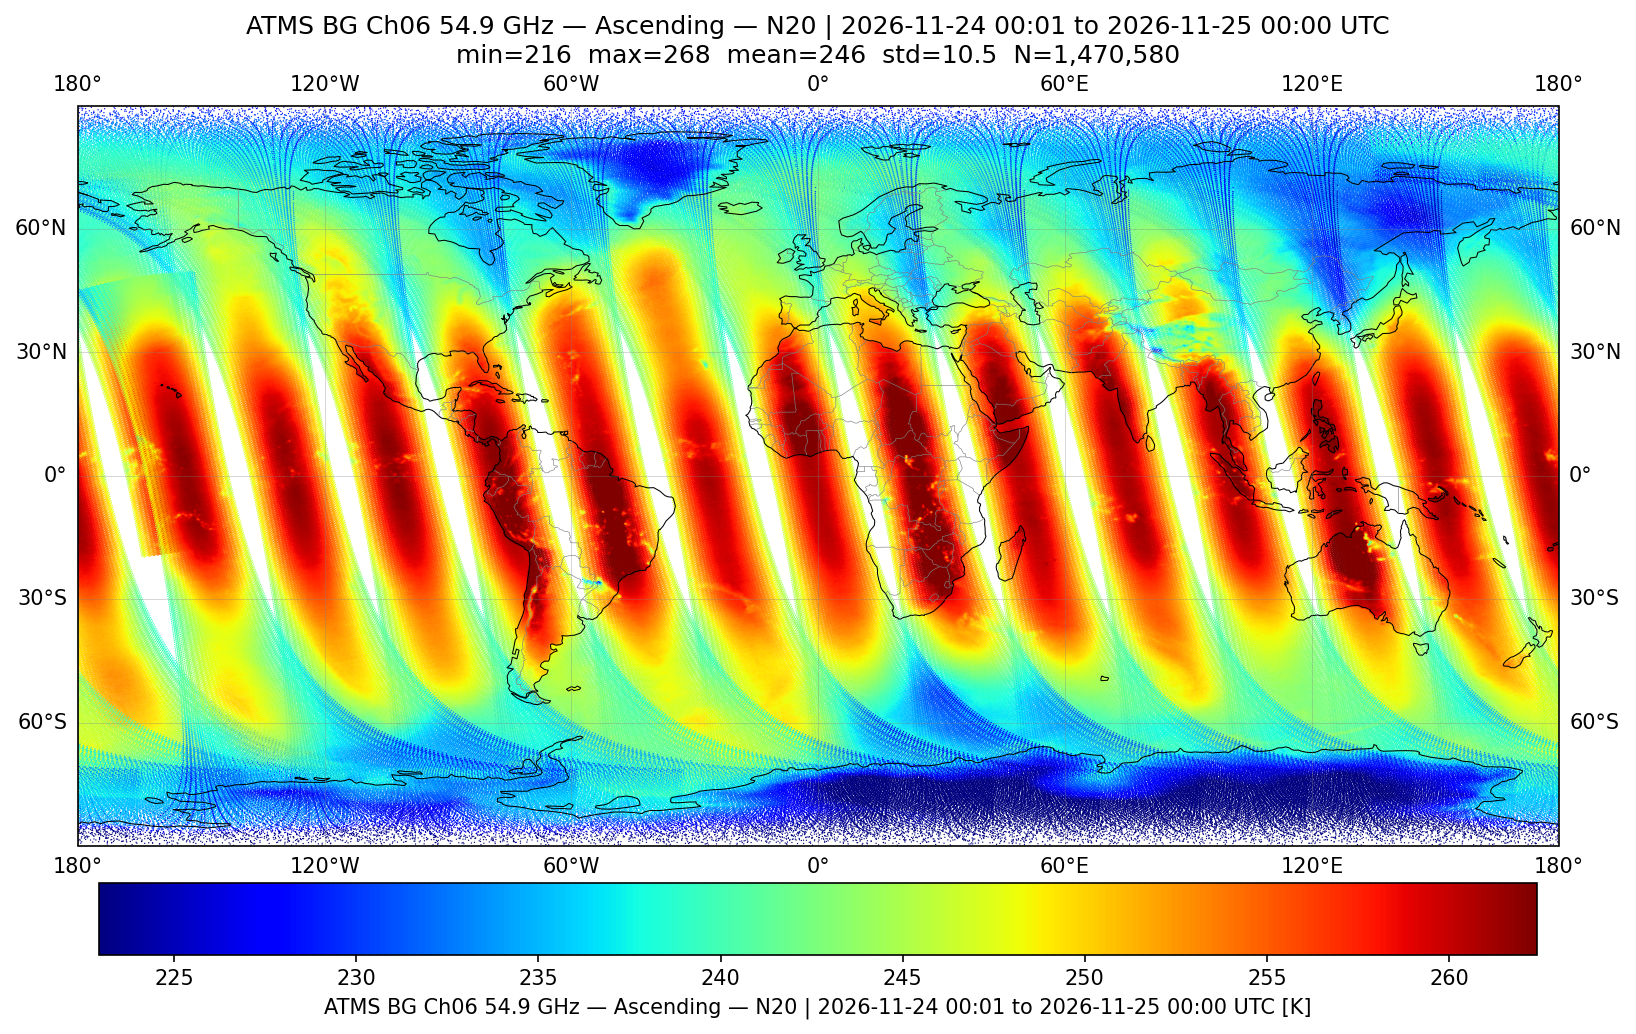 ATMS BG Ch06 54.9 GHz — Ascending — N20 | 2026-11-24 00:01 to 2026-11-25 00:00 UTC
min=216 max=268 mean=246 std=10.5 N=1,470,580
180° 120°W 60°W 0° 60°E 120°E 180°
60°N 60°N
30°N 30°N
0° 0°
30°S 30°S
60°S 60°S
180° 120°W 60°W 0° 60°E 120°E 180°
225 230 235 240 245 250 255 260
ATMS BG Ch06 54.9 GHz — Ascending — N20 | 2026-11-24 00:01 to 2026-11-25 00:00 UTC [K]